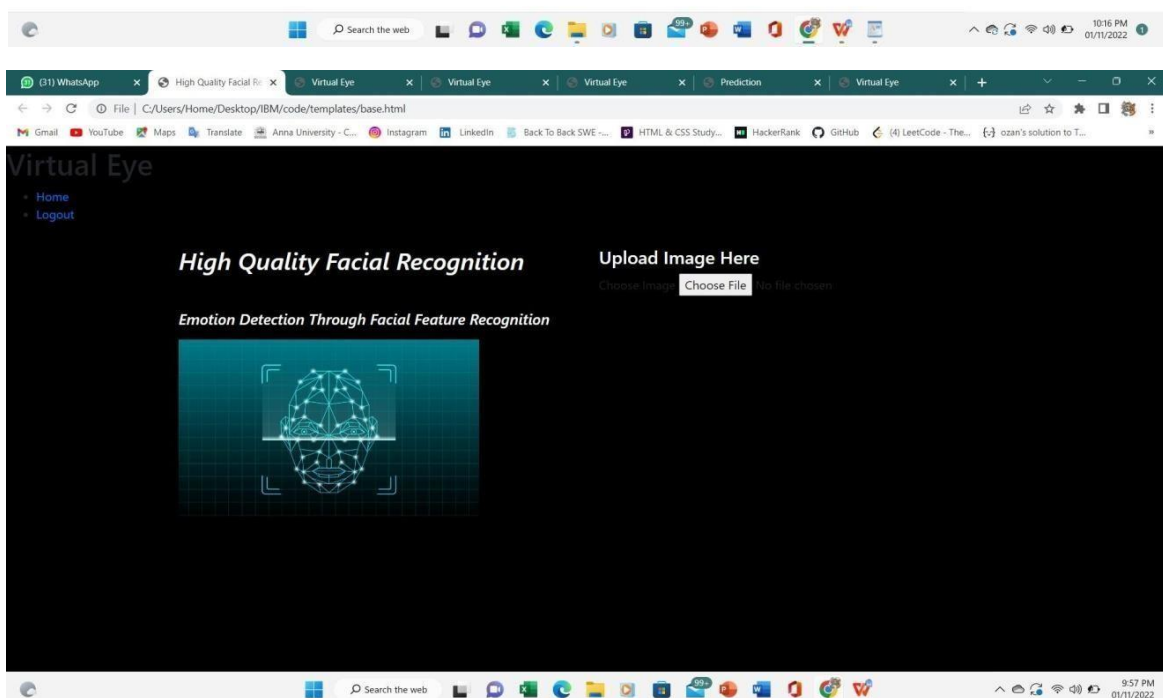 Search the web
99+
10:16 PM
01/11/2022
1
(31) WhatsApp
High Quality Facial Re
Virtual Eye
Virtual Eye
Virtual Eye
Prediction
Virtual Eye
File | C:/Users/Home/Desktop/IBM/code/templates/base.html
Gmail YouTube Maps Translate Anna University - C... Instagram LinkedIn Back To Back SWE -... HTML & CSS Study... HackerRank GitHub (4) LeetCode - The... ozan's solution to T... »
Virtual Eye
Home
Logout
High Quality Facial Recognition
Emotion Detection Through Facial Feature Recognition
Upload Image Here
Choose Image Choose File No file chosen
Search the web
99+
9:57 PM
01/11/2022